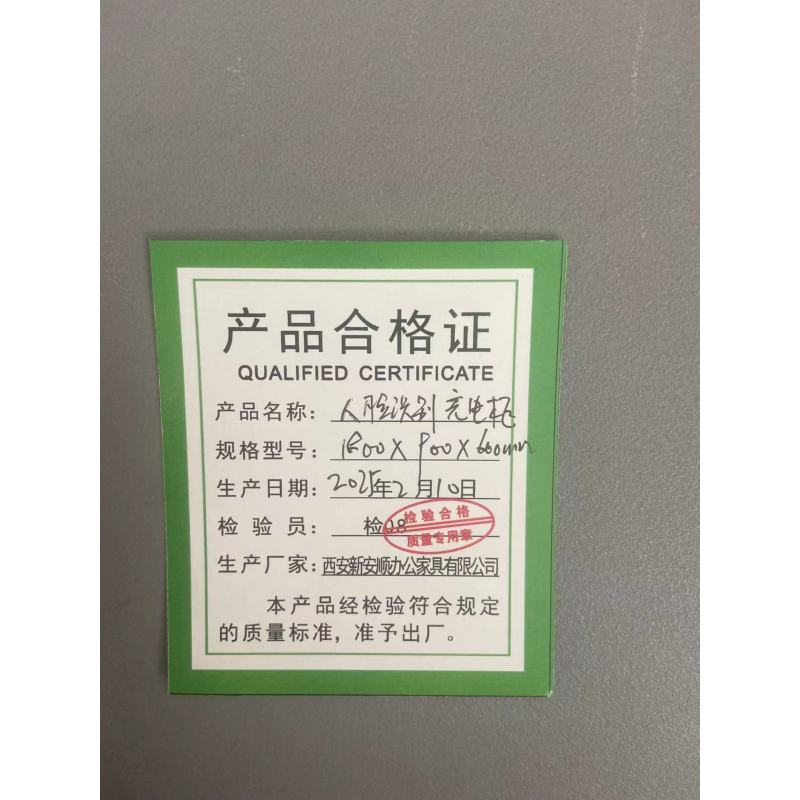 产品合格证
QUALIFIED CERTIFICATE
产品名称：人脸识别充电柜
规格型号：1800X900X600mm
生产日期：2025年2月10日
检验员：检08
检验合格
质量专用章
生产厂家：西安新安顺办公家具有限公司
本产品经检验符合规定
的质量标准，准予出厂。